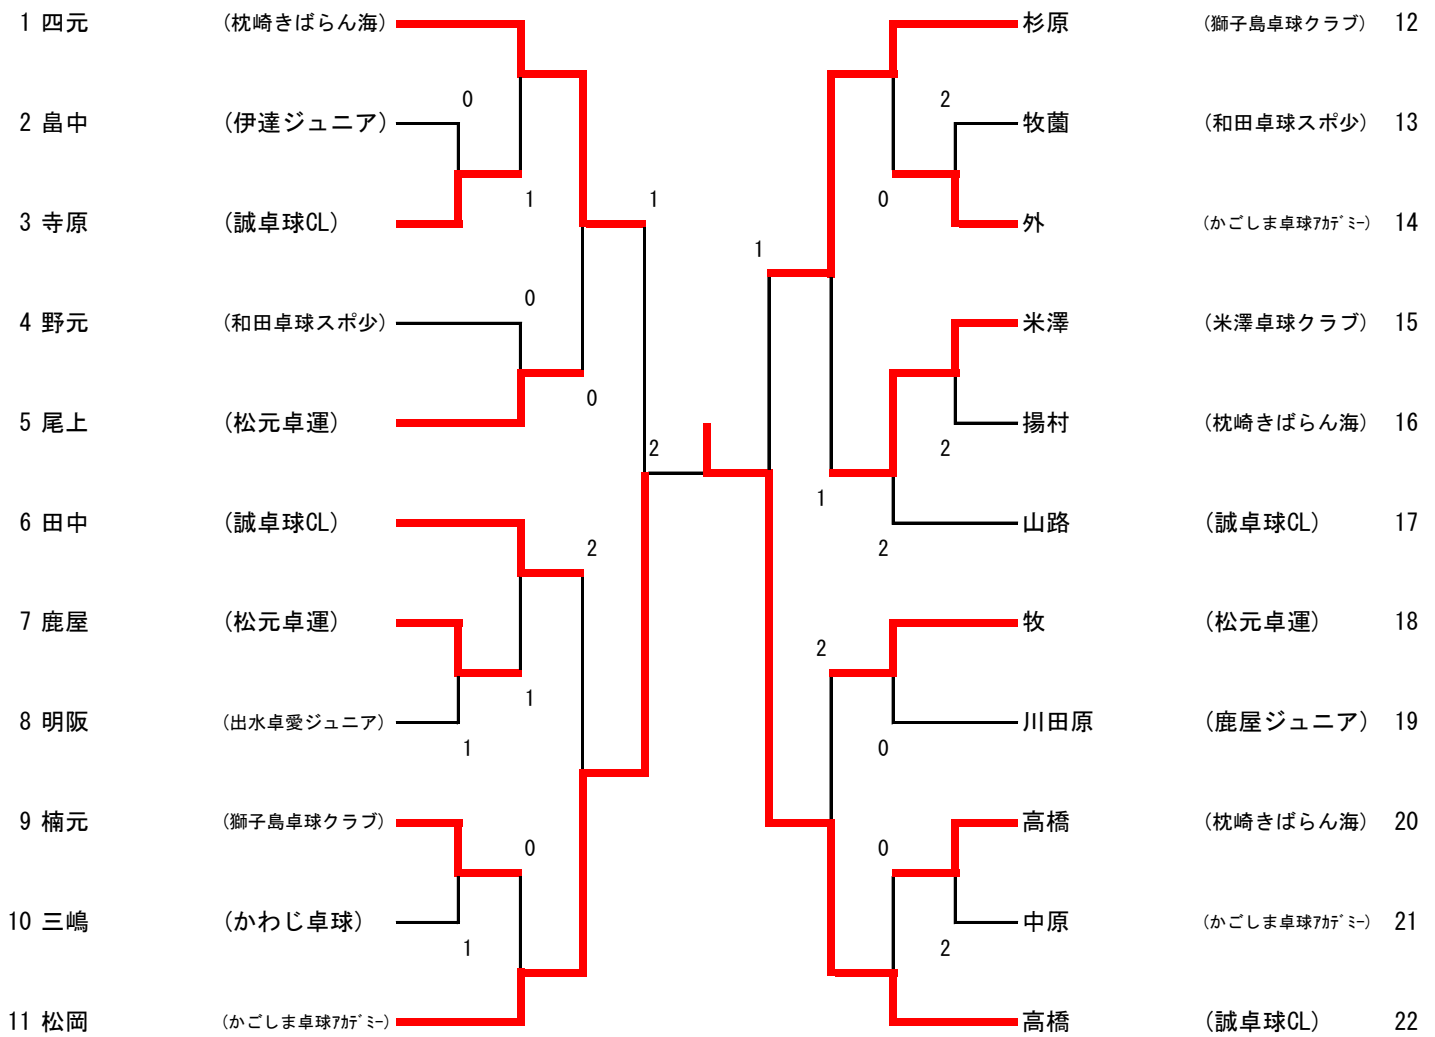 1 四元 (枕崎きばらん海)
杉原 (獅子島卓球クラブ) 12
0
2
2 畠中 (伊達ジュニア)
牧薗 (和田卓球スポ少) 13
1
1
0
3 寺原 (誠卓球CL)
外 (かごしま卓球ｱｶﾃﾞﾐｰ) 14
1
0
4 野元 (和田卓球スポ少)
米澤 (米澤卓球クラブ) 15
0
5 尾上 (松元卓運)
揚村 (枕崎きばらん海) 16
2
2
1
6 田中 (誠卓球CL)
山路 (誠卓球CL) 17
2
2
7 鹿屋 (松元卓運)
牧 (松元卓運) 18
2
1
8 明阪 (出水卓愛ジュニア)
川田原 (鹿屋ジュニア) 19
1
0
9 楠元 (獅子島卓球クラブ)
高橋 (枕崎きばらん海) 20
0
0
10 三嶋 (かわじ卓球)
中原 (かごしま卓球ｱｶﾃﾞﾐｰ) 21
1
2
11 松岡 (かごしま卓球ｱｶﾃﾞﾐｰ)
高橋 (誠卓球CL) 22